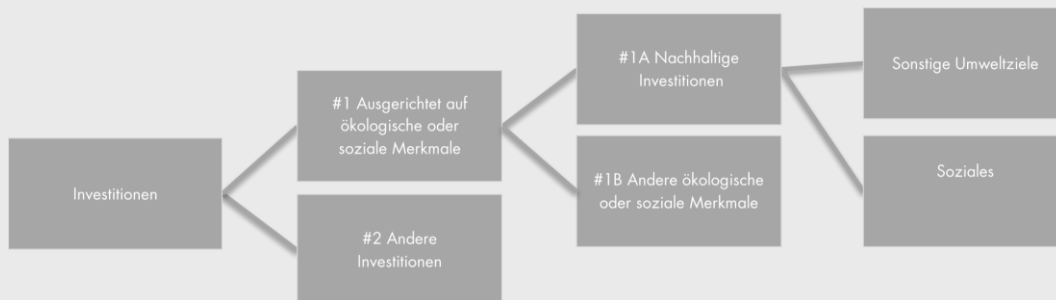 Investitionen
#1 Ausgerichtet auf
ökologische oder
soziale Merkmale
#2 Andere
Investitionen
#1A Nachhaltige
Investitionen
#1B Andere ökologische
oder soziale Merkmale
Sonstige Umweltziele
Soziales